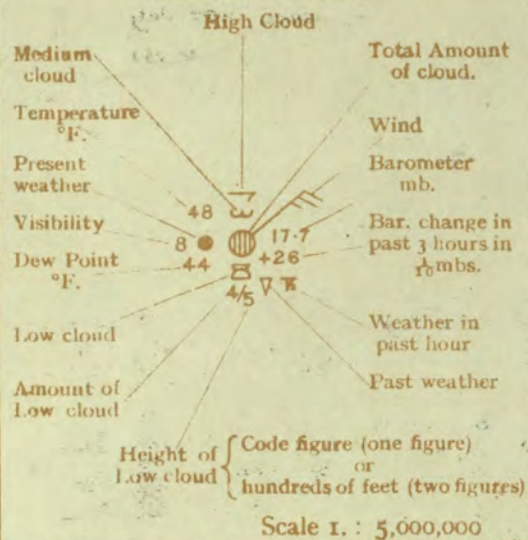 High Cloud
Medium
cloud
Total Amount
of cloud.
Temperature
°F.
Wind
Present
weather
Barometer
mb.
48
Visibility
8
17.7
Bar. change in
past 3 hours in
1/10 mbs.
+26
Dew Point
°F.
44
4/5
Low cloud
Weather in
past hour
Amount of
Low cloud
Past weather
Height of
Low cloud
Code figure (one figure)
or
hundreds of feet (two figures)
Scale 1. : 5,000,000